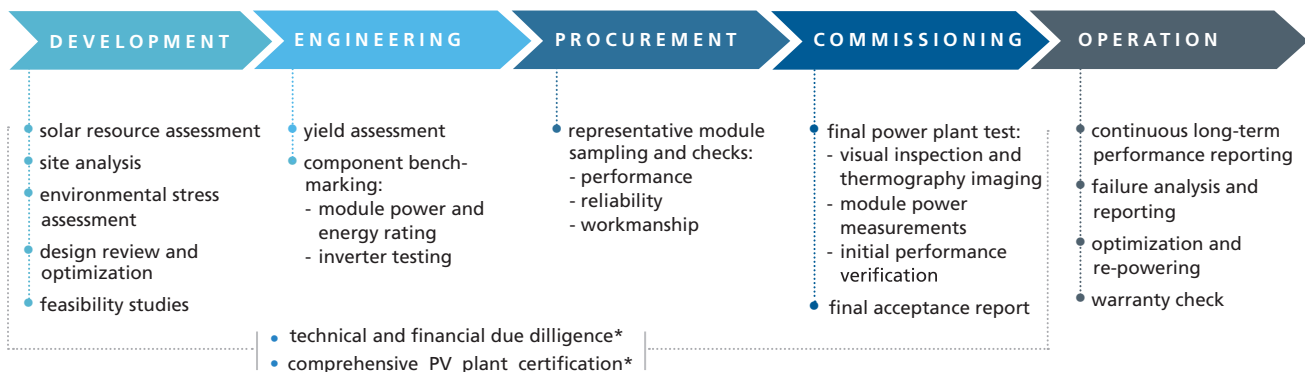 DEVELOPMENT
ENGINEERING
PROCUREMENT
COMMISSIONING
OPERATION
solar resource assessment
site analysis
environmental stress
assessment
design review and
optimization
feasibility studies
yield assessment
component bench-
marking:
- module power and
energy rating
- inverter testing
representative module
sampling and checks:
- performance
- reliability
- workmanship
final power plant test:
- visual inspection and
thermography imaging
- module power
measurements
- initial performance
verification
final acceptance report
continuous long-term
performance reporting
failure analysis and
reporting
optimization and
re-powering
warranty check
technical and financial due dilligence*
comprehensive PV plant certification*